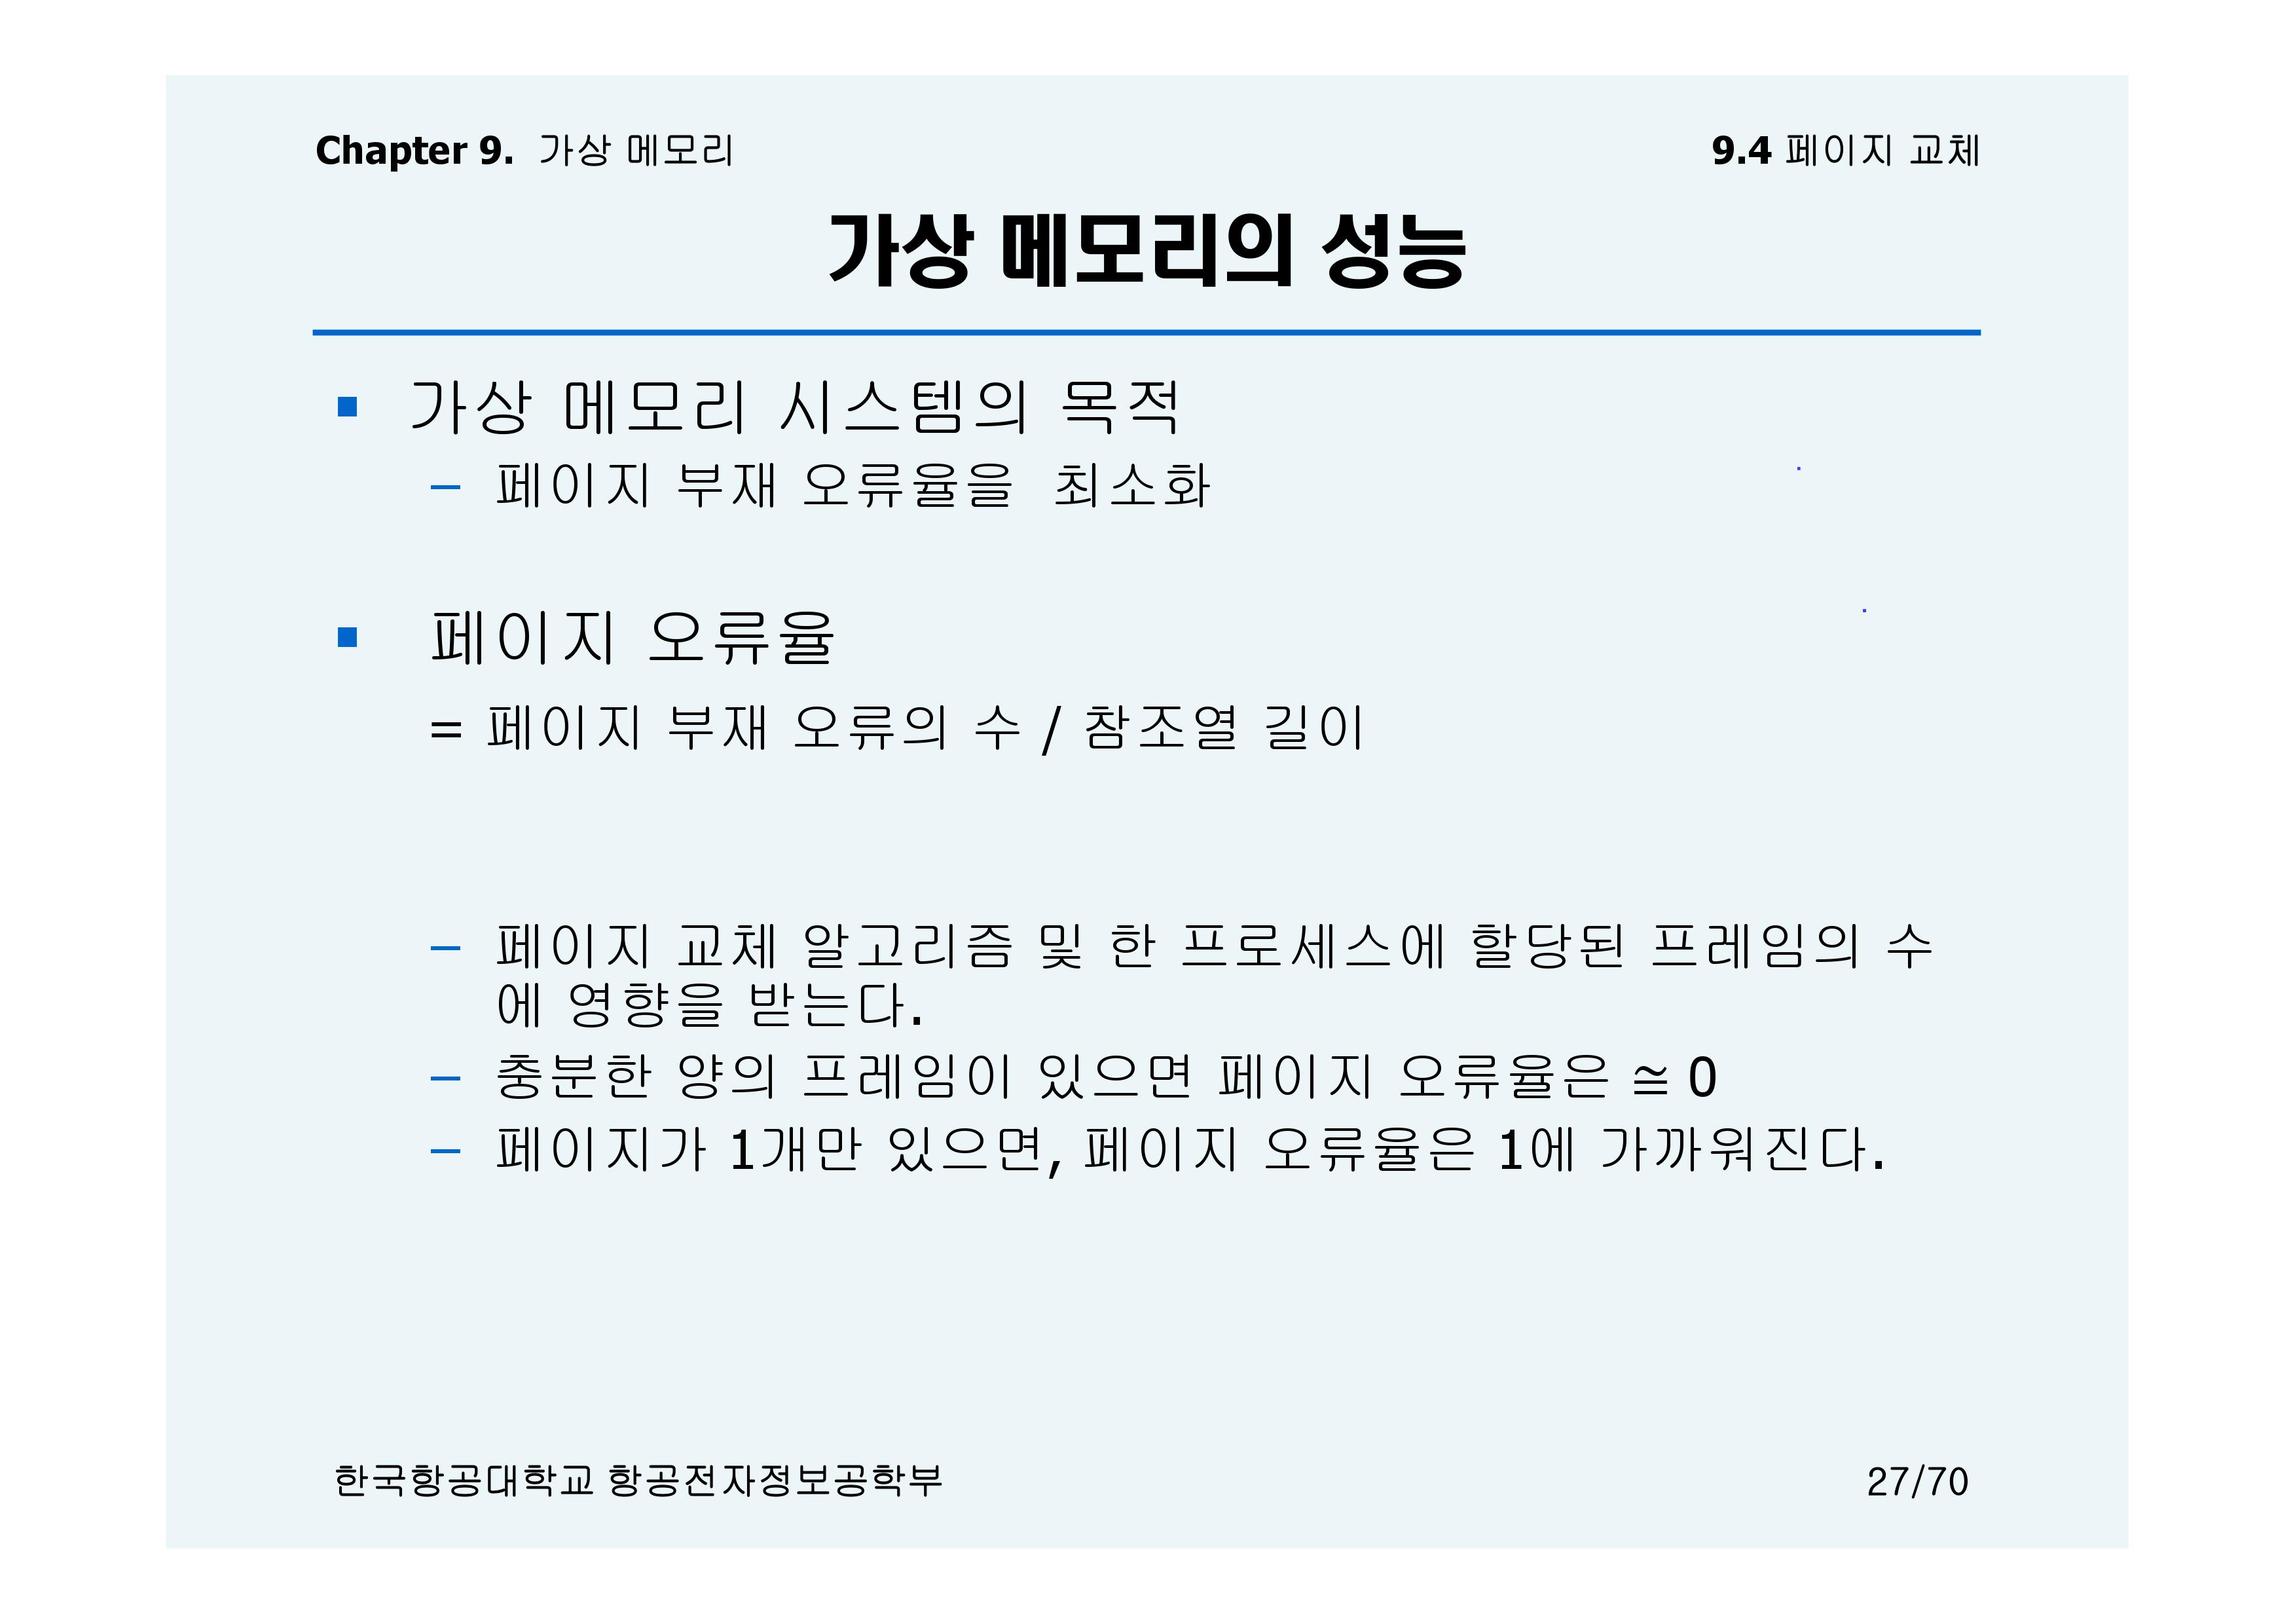 Chapter 9. 가상 메모리
9.4 페이지 교체
가상 메모리의 성능
가상 메모리 시스템의 목적
– 페이지 부재 오류율을 최소화
페이지 오류율
= 페이지 부재 오류의 수 / 참조열 길이
– 페이지 교체 알고리즘 및 한 프로세스에 할당된 프레임의 수
에 영향을 받는다.
– 충분한 양의 프레임이 있으면 페이지 오류율은 ≅ 0
– 페이지가 1개만 있으면, 페이지 오류율은 1에 가까워진다.
한국항공대학교 항공전자정보공학부
27/70